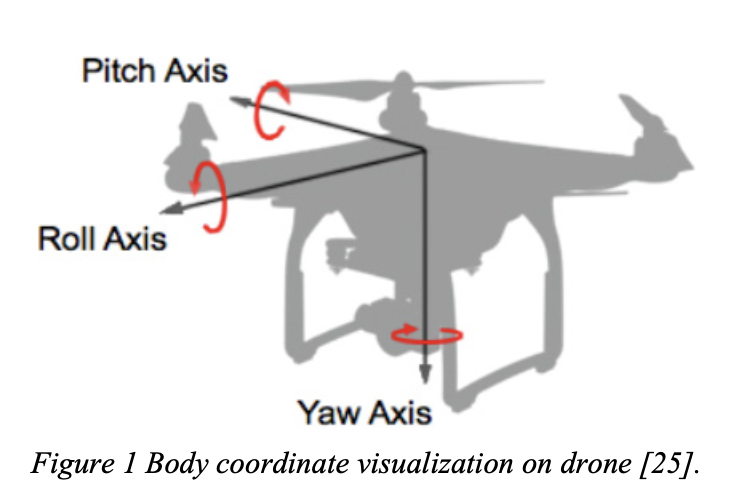 Pitch Axis
Roll Axis
Yaw Axis
Figure 1 Body coordinate visualization on drone [25].